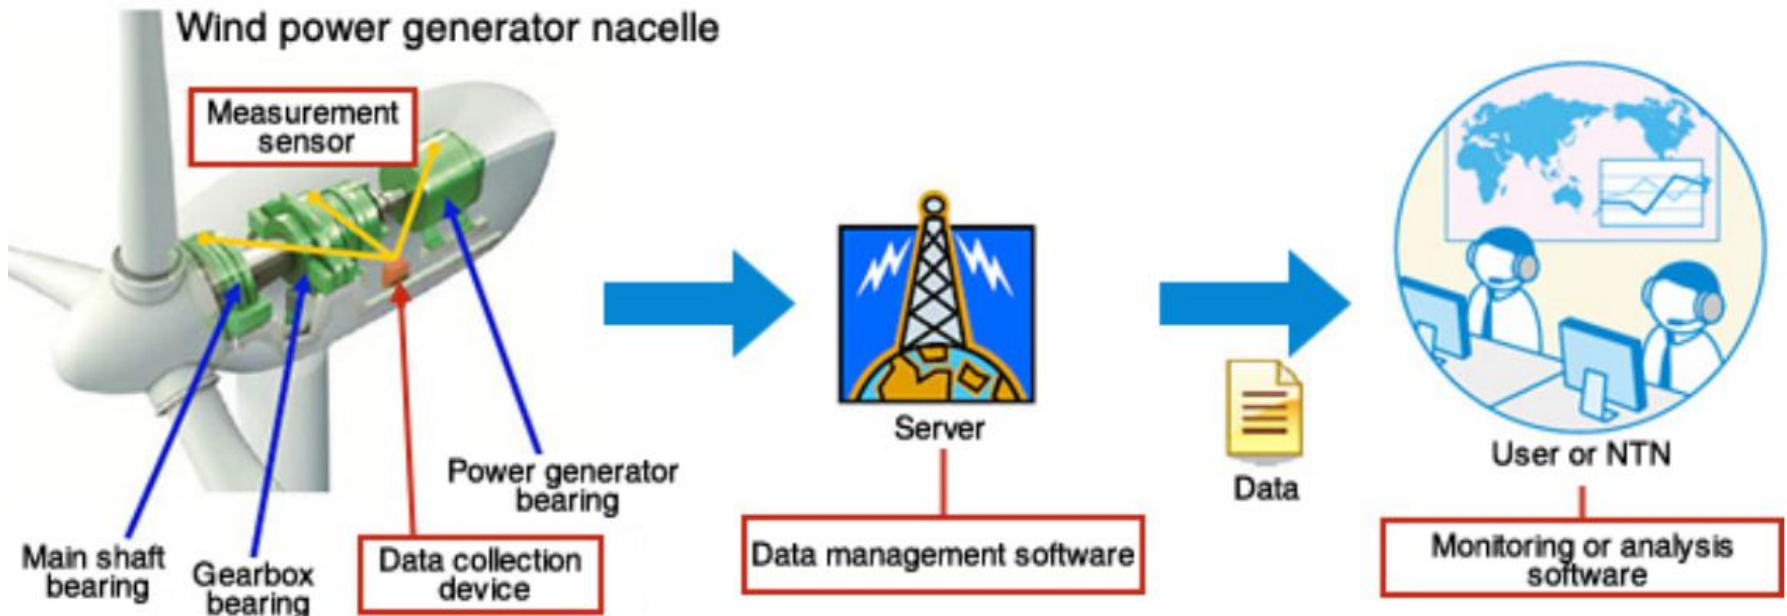 Wind power generator nacelle
Measurement
sensor
Main shaft
bearing
Gearbox
bearing
Data collection
device
Power generator
bearing
Server
Data management software
Data
User or NTN
Monitoring or analysis
software